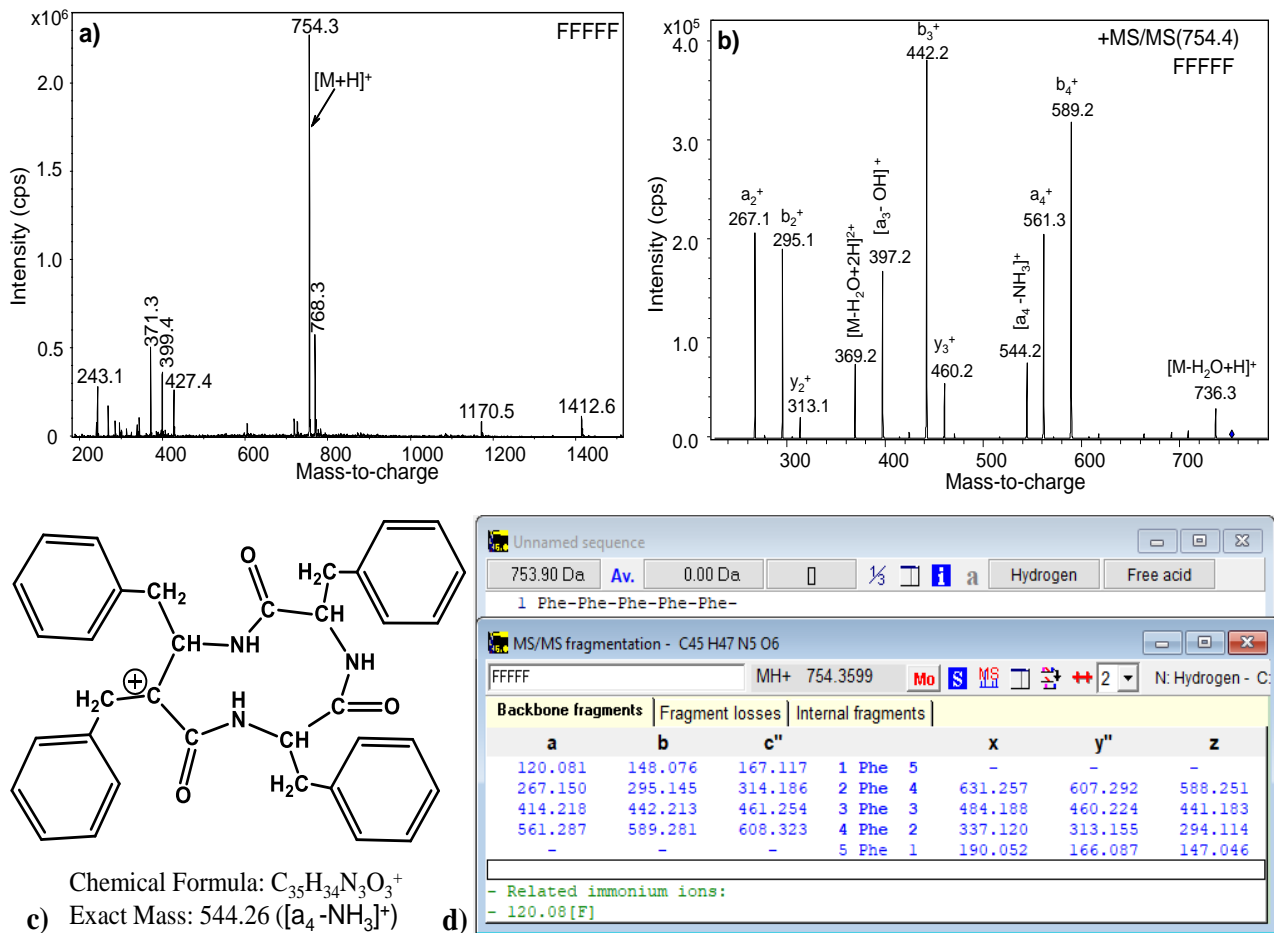 a)
x10⁶
FFFFF
754.3
[M+H]⁺
2.0
1.5
1.0
0.5
0
Intensity (cps)
243.1
371.3
399.4
427.4
768.3
1170.5
1412.6
200 400 600 800 1000 1200 1400
Mass-to-charge
b)
x10⁵
+MS/MS(754.4)
FFFFF
4.0
3.0
2.0
1.0
0.0
Intensity (cps)
a₂⁺
267.1
b₂⁺
295.1
y₂⁺
313.1
[M-H₂O+2H]²⁺
369.2
[a₃- OH]⁺
397.2
b₃⁺
442.2
y₃⁺
460.2
[a₄ -NH₃]⁺
544.2
a₄⁺
561.3
b₄⁺
589.2
[M-H₂O+H]⁺
736.3
300 400 500 600 700
Mass-to-charge
O
H₂C
CH₂
C
CH
CH
NH
NH
⊕
H₂C
C
H
N
C
O
C
CH
O
H₂C
Chemical Formula: C₃₅H₃₄N₃O₃⁺
c) Exact Mass: 544.26 ([a₄ -NH₃]⁺)
d)
Unnamed sequence
753.90 Da Av. 0.00 Da [] ⅓ i a Hydrogen Free acid
1 Phe-Phe-Phe-Phe-Phe-
MS/MS fragmentation - C45 H47 N5 O6
FFFFF MH+ 754.3599 Mo S MS 2 N: Hydrogen - C:
Backbone fragments Fragment losses Internal fragments
a b c" x y" z
120.081 148.076 167.117 1 Phe 5 - - -
267.150 295.145 314.186 2 Phe 4 631.257 607.292 588.251
414.218 442.213 461.254 3 Phe 3 484.188 460.224 441.183
561.287 589.281 608.323 4 Phe 2 337.120 313.155 294.114
- - - 5 Phe 1 190.052 166.087 147.046
- Related immonium ions:
- 120.08[F]